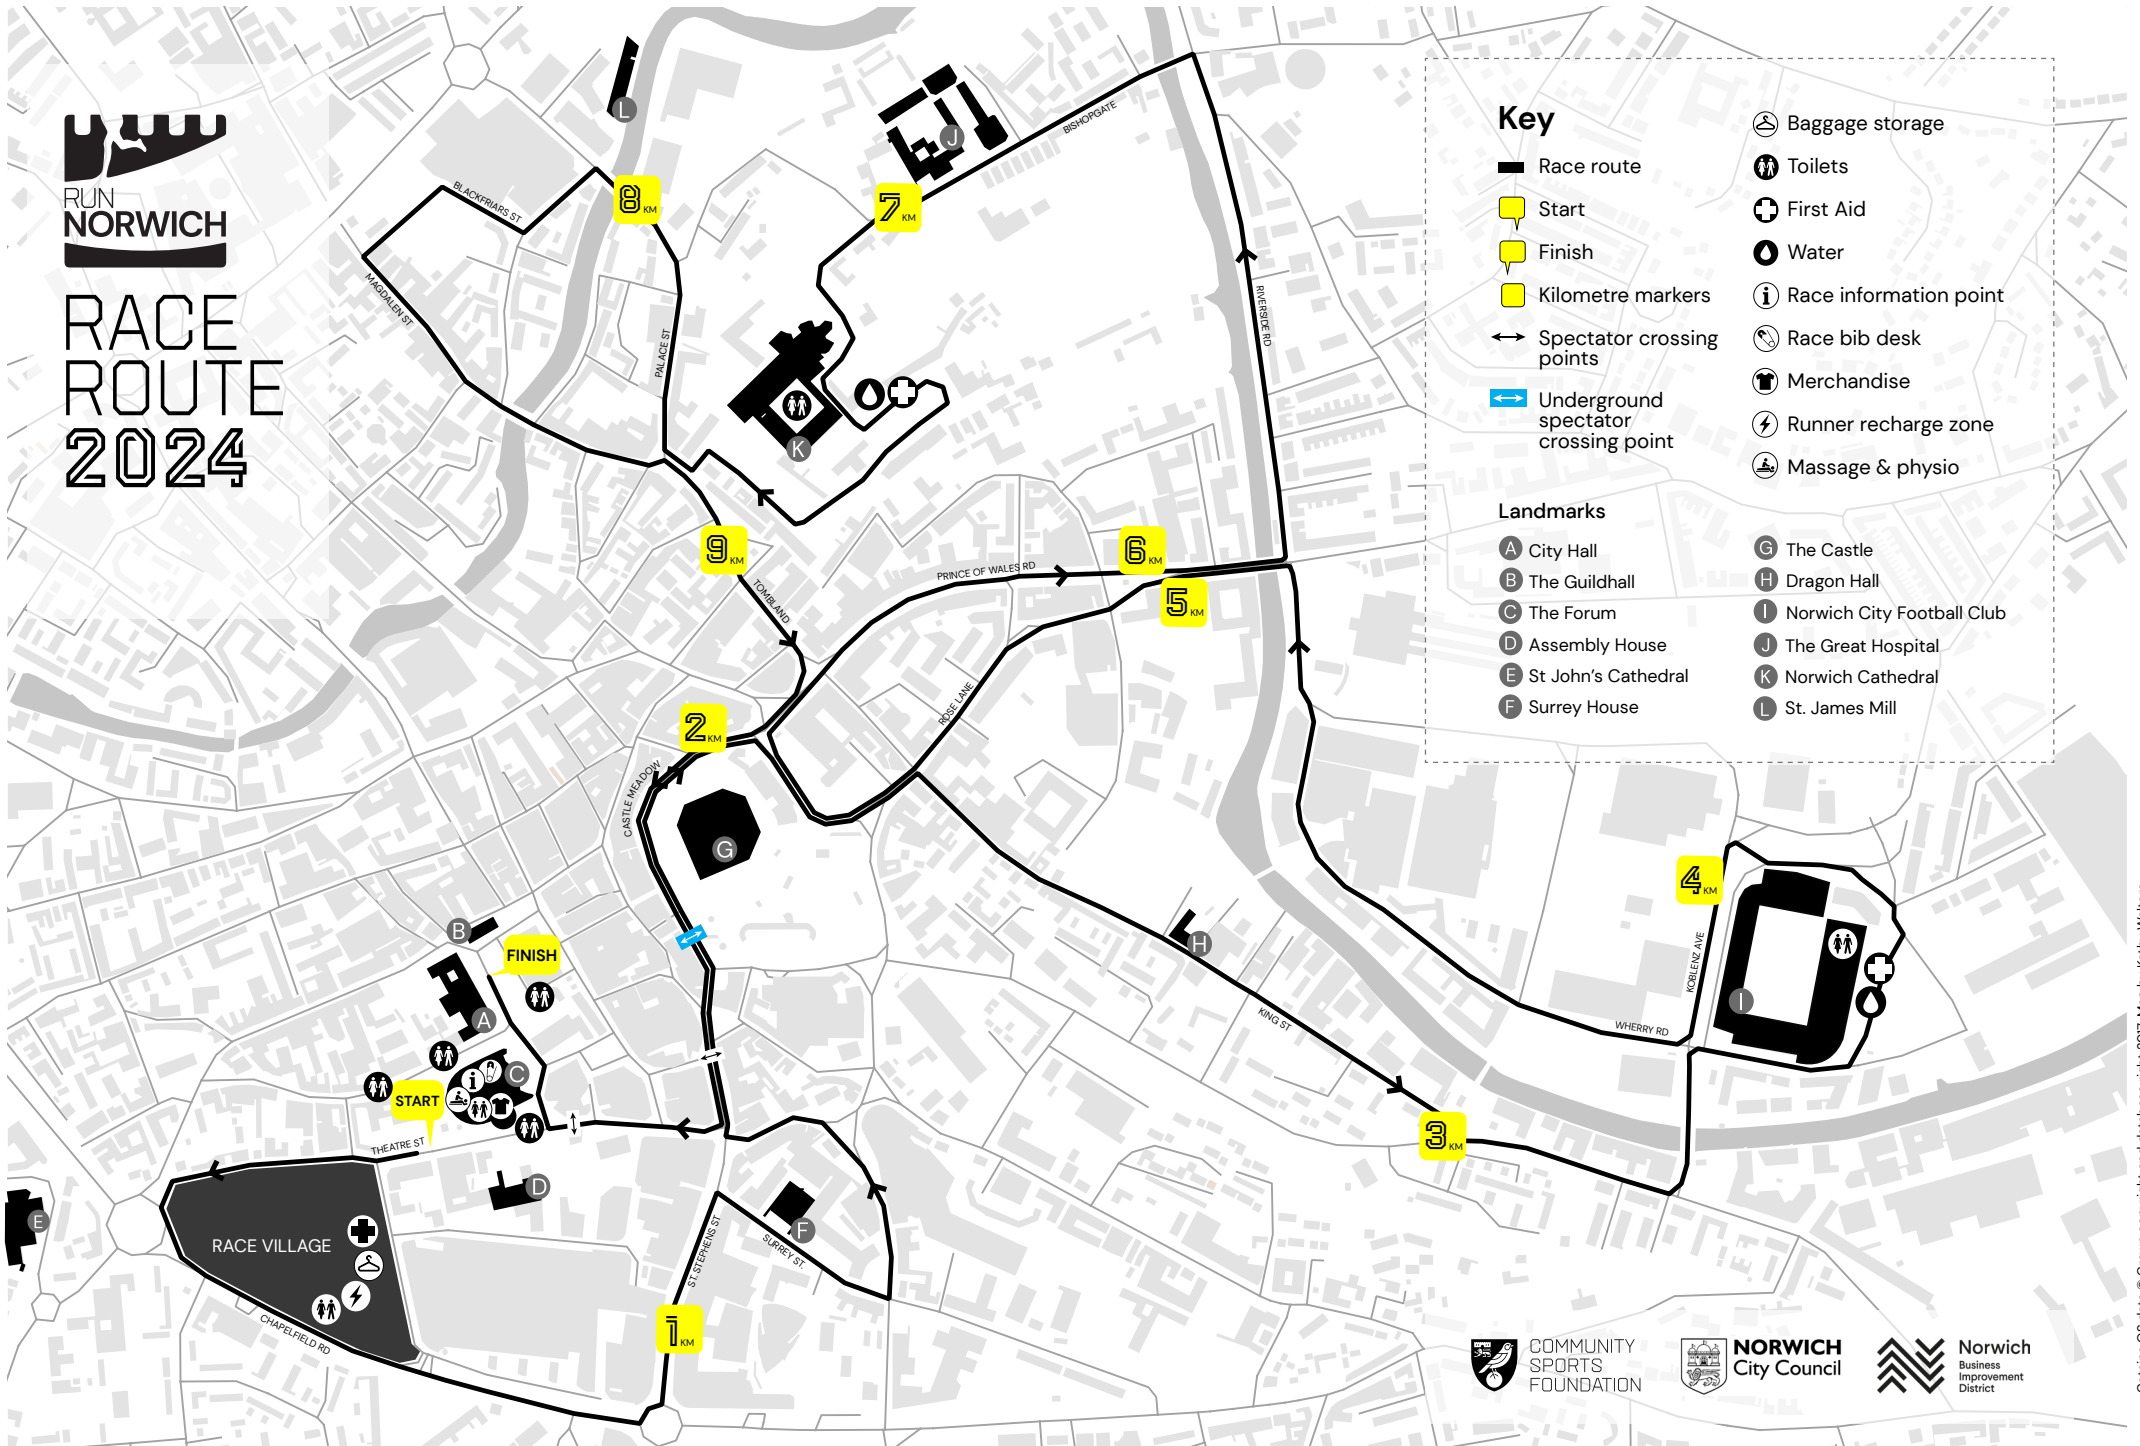 RUN
NORWICH
RACE
ROUTE
2024
L
J
BISHOPGATE
7 KM
8 KM
BLACKFRIARS ST
MAGDALEN ST
PALACE ST
RIVERSIDE RD
K
9 KM
TOMBLAND
PRINCE OF WALES RD
6 KM
5 KM
ROSE LANE
2 KM
CASTLE MEADOW
G
4 KM
KOBLENZ AVE
I
WHERRY RD
H
KING ST
3 KM
B
FINISH
A
C
START
THEATRE ST
D
E
RACE VILLAGE
CHAPELFIELD RD
F
SURREY ST.
ST. STEPHENS ST
1 KM
Key
Race route
Start
Finish
Kilometre markers
Spectator crossing
points
Underground
spectator
crossing point
Baggage storage
Toilets
First Aid
Water
i Race information point
Race bib desk
Merchandise
Runner recharge zone
Massage & physio
Landmarks
A City Hall
B The Guildhall
C The Forum
D Assembly House
E St John's Cathedral
F Surrey House
G The Castle
H Dragon Hall
I Norwich City Football Club
J The Great Hospital
K Norwich Cathedral
L St. James Mill
COMMUNITY
SPORTS
FOUNDATION
NORWICH
City Council
Norwich
Business
Improvement
District